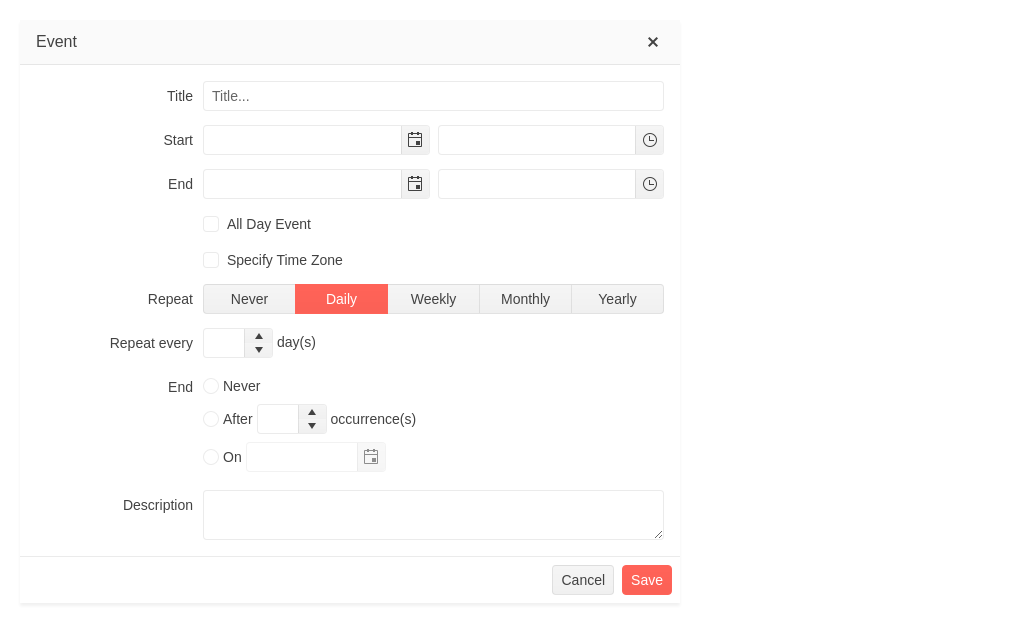 Event
Title Title...
Start
End
All Day Event
Specify Time Zone
Repeat Never Daily Weekly Monthly Yearly
Repeat every day(s)
End Never
After occurrence(s)
On
Description
Cancel Save